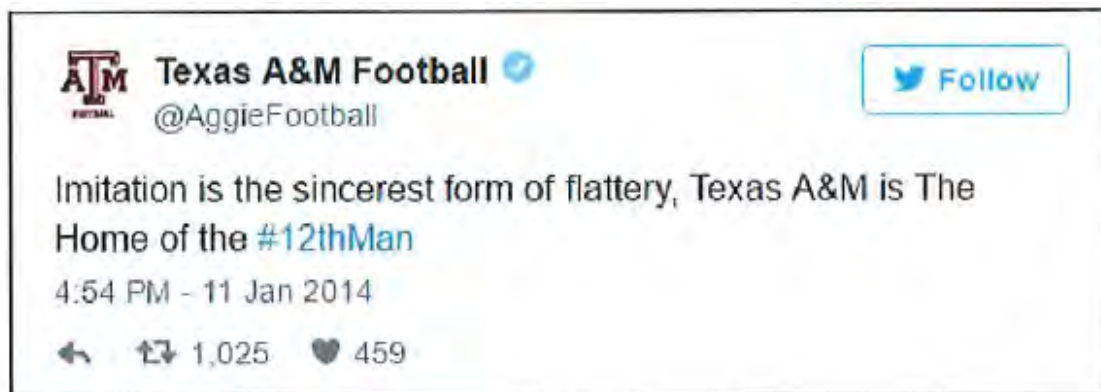 ATM Texas A&M Football
FOOTBALL @AggieFootball
Follow
Imitation is the sincerest form of flattery, Texas A&M is The
Home of the #12thMan
4:54 PM - 11 Jan 2014
1,025 459